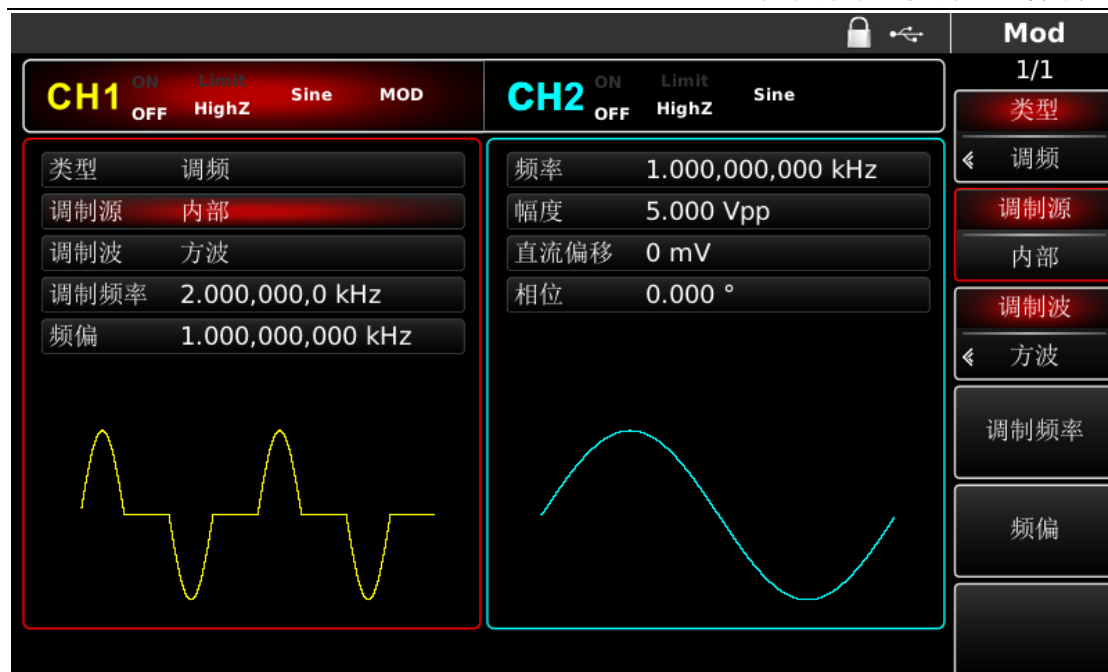 Mod
1/1
CH1 ON OFF Limit HighZ Sine MOD
CH2 ON OFF Limit HighZ Sine
类型 调频
调制源 内部
调制波 方波
调制频率 2.000,000,0 kHz
频偏 1.000,000,000 kHz
频率 1.000,000,000 kHz
幅度 5.000 Vpp
直流偏移 0 mV
相位 0.000 °
类型
调频
调制源
内部
调制波
方波
调制频率
频偏